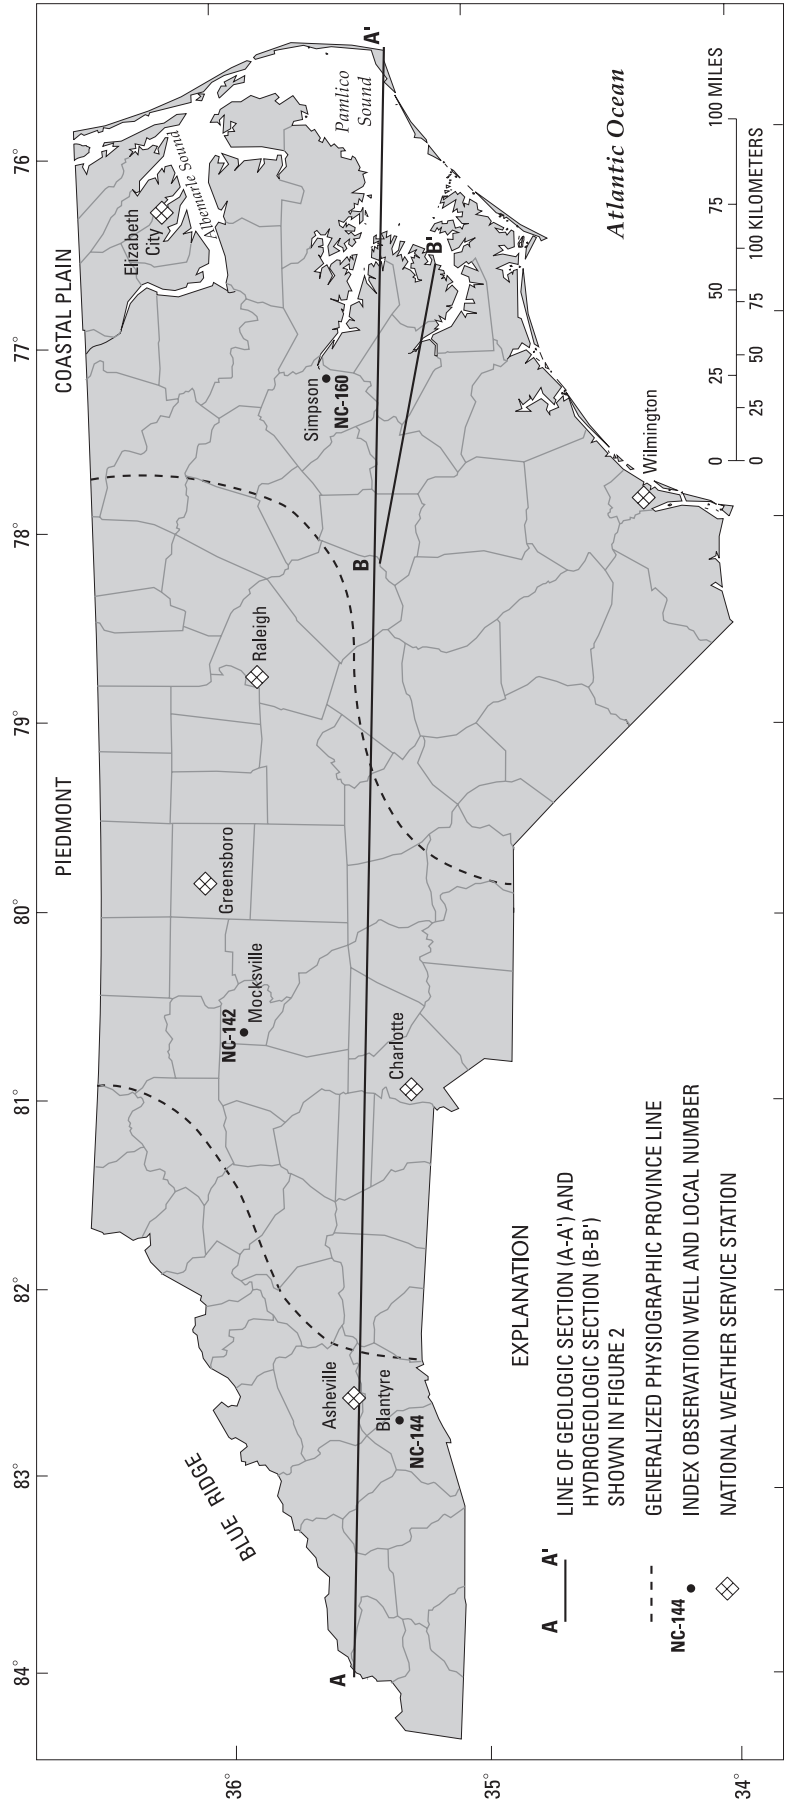 84°
83°
82°
81°
80°
79°
78°
77°
76°
36°
35°
34°
BLUE RIDGE
PIEDMONT
COASTAL PLAIN
Elizabeth
City
Albemarle Sound
Pamlico
Sound
Raleigh
Greensboro
NC-142
Mocksville
Simpson
NC-160
Asheville
Blantyre
NC-144
Charlotte
Wilmington
A
A'
B
B'
Atlantic Ocean
EXPLANATION
A A' LINE OF GEOLOGIC SECTION (A-A') AND
HYDROGEOLOGIC SECTION (B-B')
SHOWN IN FIGURE 2
GENERALIZED PHYSIOGRAPHIC PROVINCE LINE
NC-144 INDEX OBSERVATION WELL AND LOCAL NUMBER
NATIONAL WEATHER SERVICE STATION
0 25 50 75 100 MILES
0 25 50 75 100 KILOMETERS